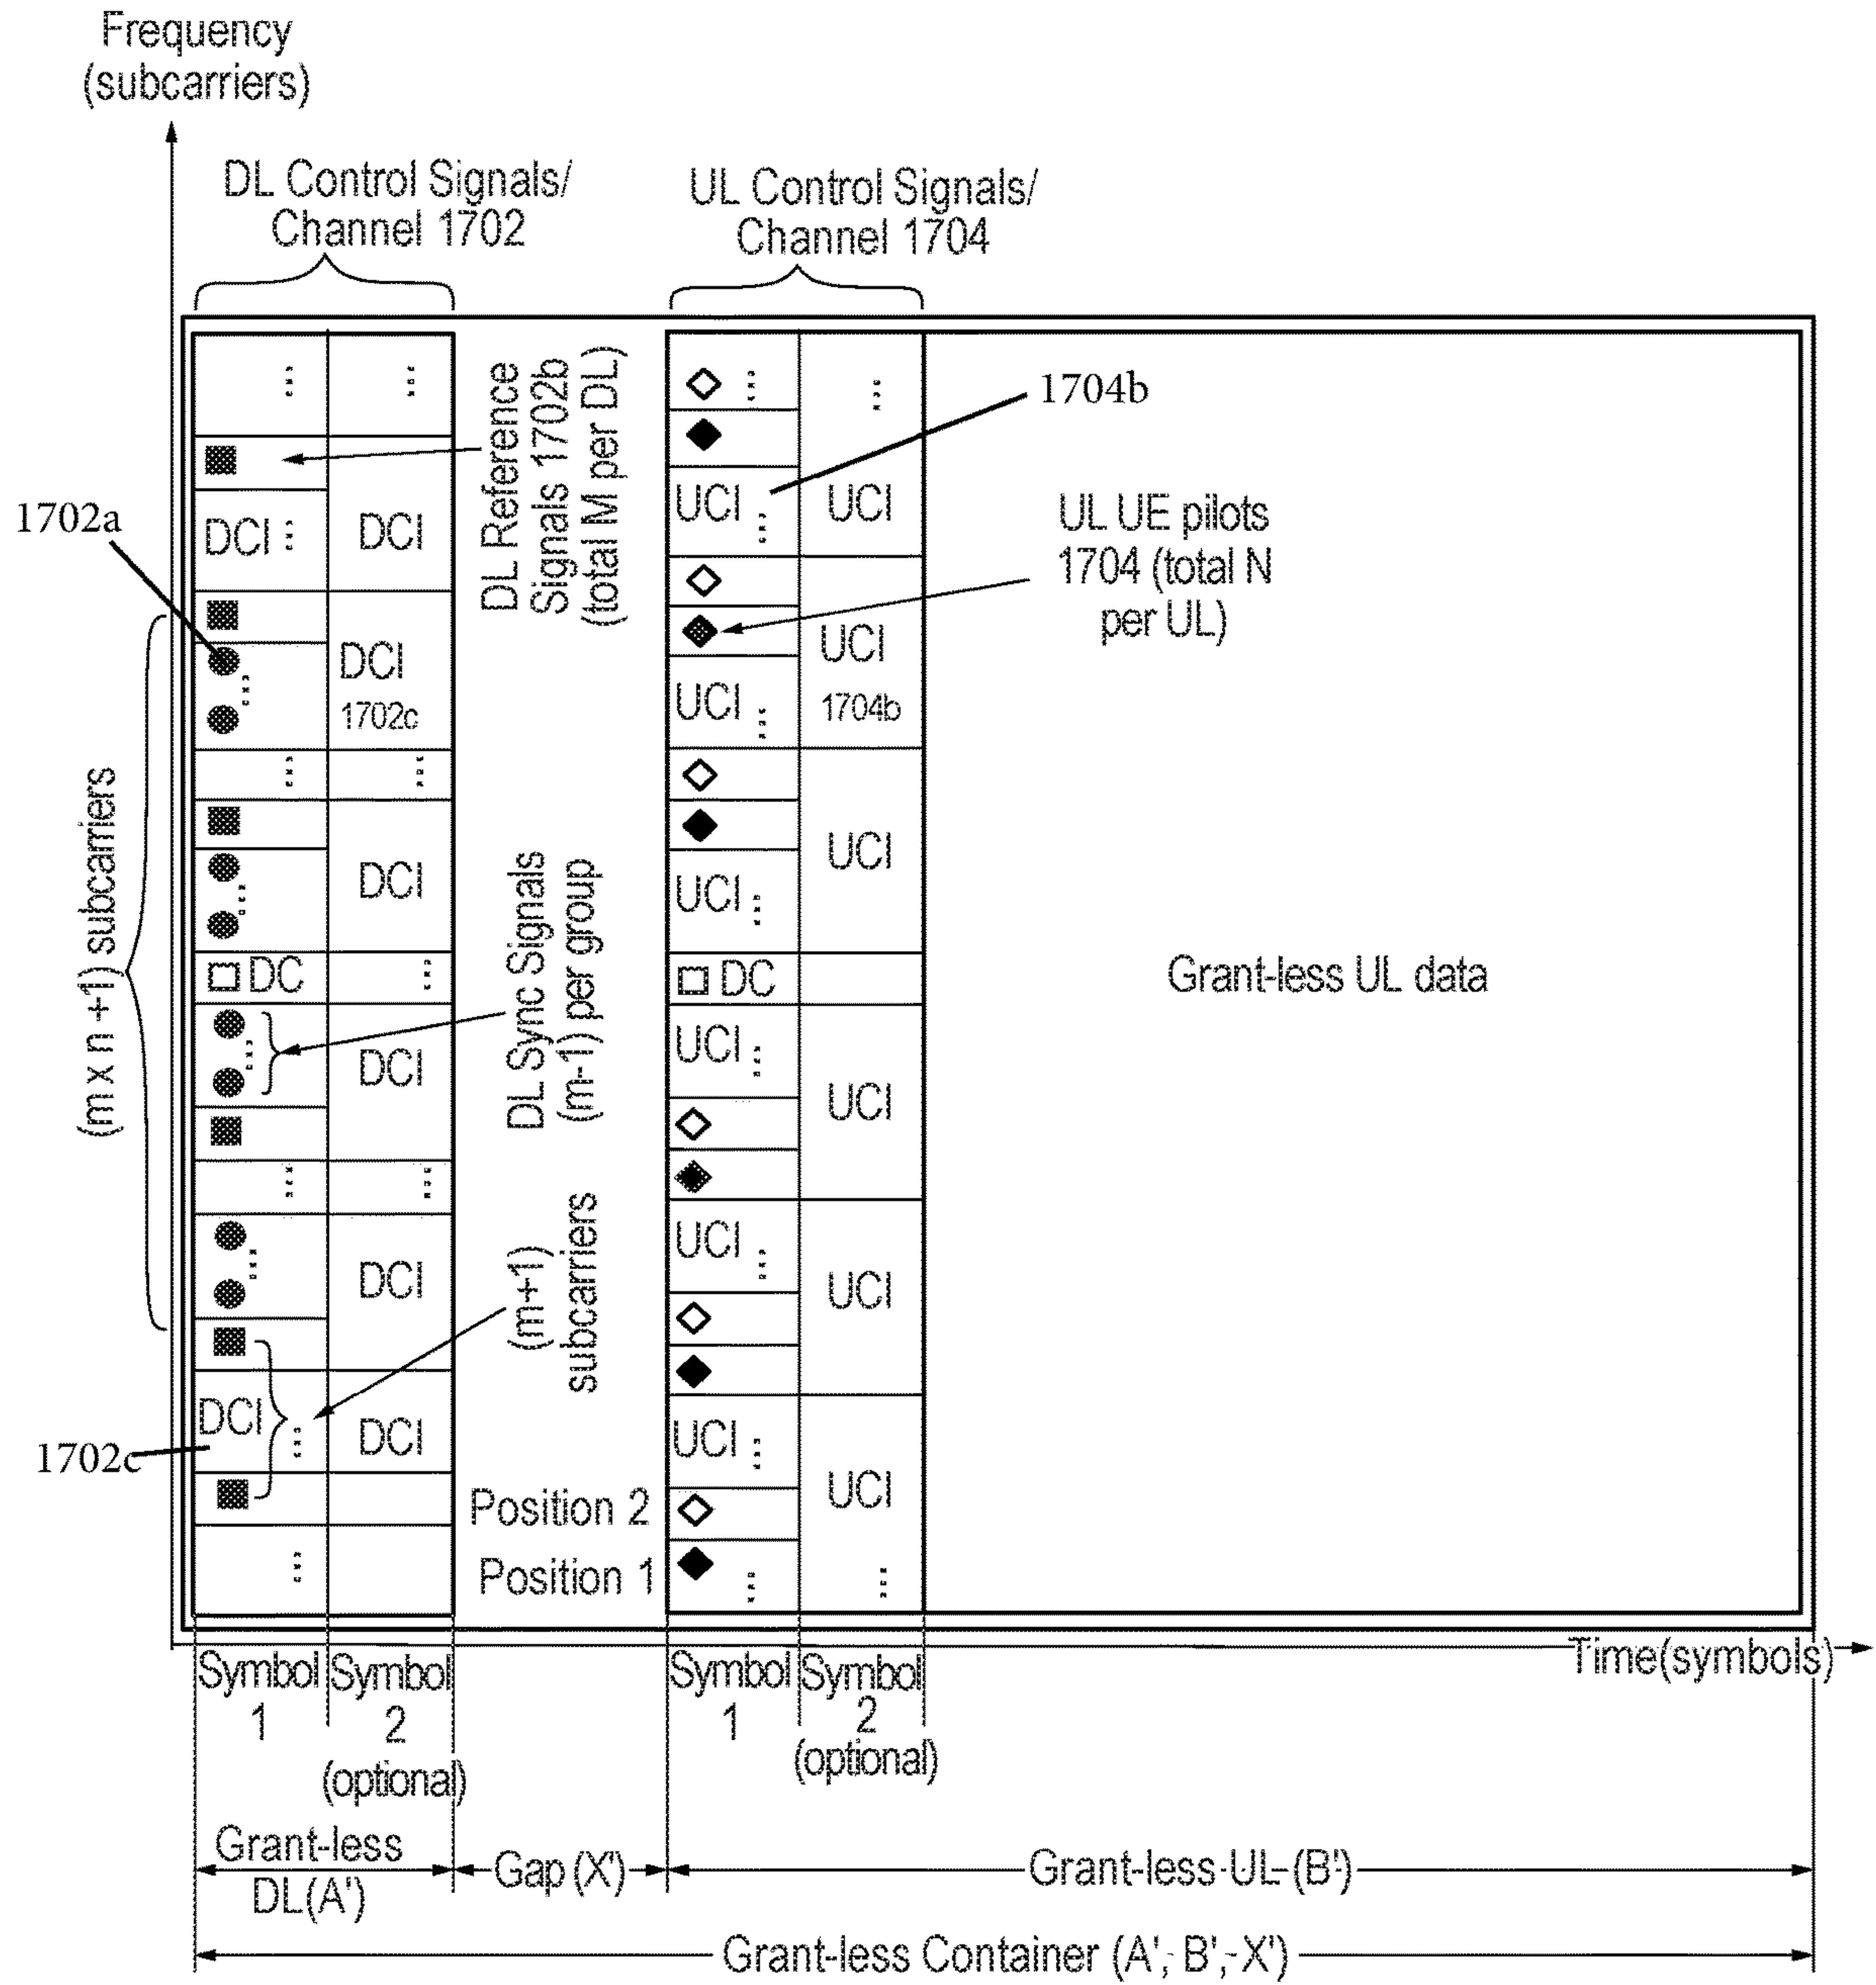 Frequency
(subcarriers)
DL Control Signals/
Channel 1702
UL Control Signals/
Channel 1704
1702a
(m x n +1) subcarriers
1702c
DCI
DCI
DCI
1702c
DCI
DC
DCI
DCI
DCI
DCI
DL Reference
Signals 1702b
(total M per DL)
DL Sync Signals
(m-1) per group
(m+1)
subcarriers
Position 2
Position 1
1704b
UCI
UCI
UL UE pilots
1704 (total N
per UL)
UCI
UCI
1704b
UCI
UCI
DC
UCI
UCI
UCI
UCI
UCI
UCI
Grant-less UL data
Time(symbols)
Symbol
1
Symbol
2
(optional)
Symbol
1
Symbol
2
(optional)
Grant-less
DL(A')
Gap (X')
Grant-less UL (B')
Grant-less Container (A', B', X')